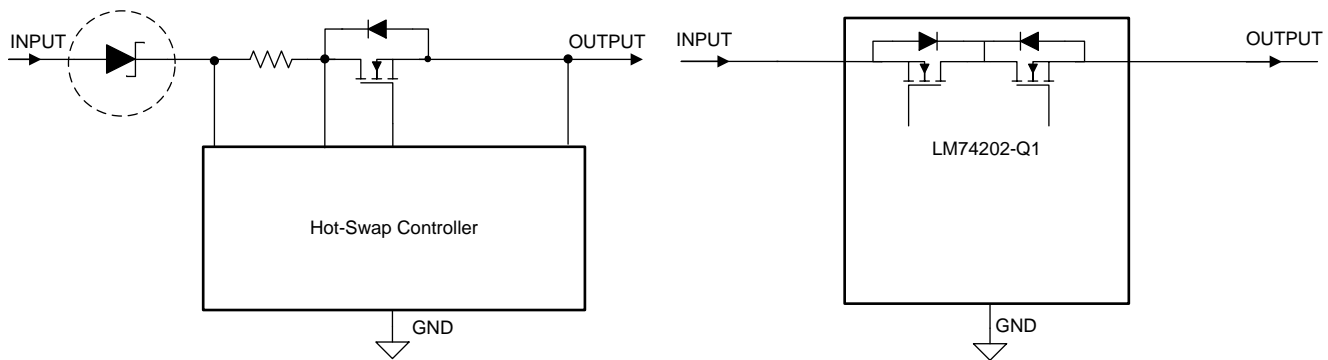 INPUT
OUTPUT
Hot-Swap Controller
GND
INPUT
OUTPUT
LM74202-Q1
GND